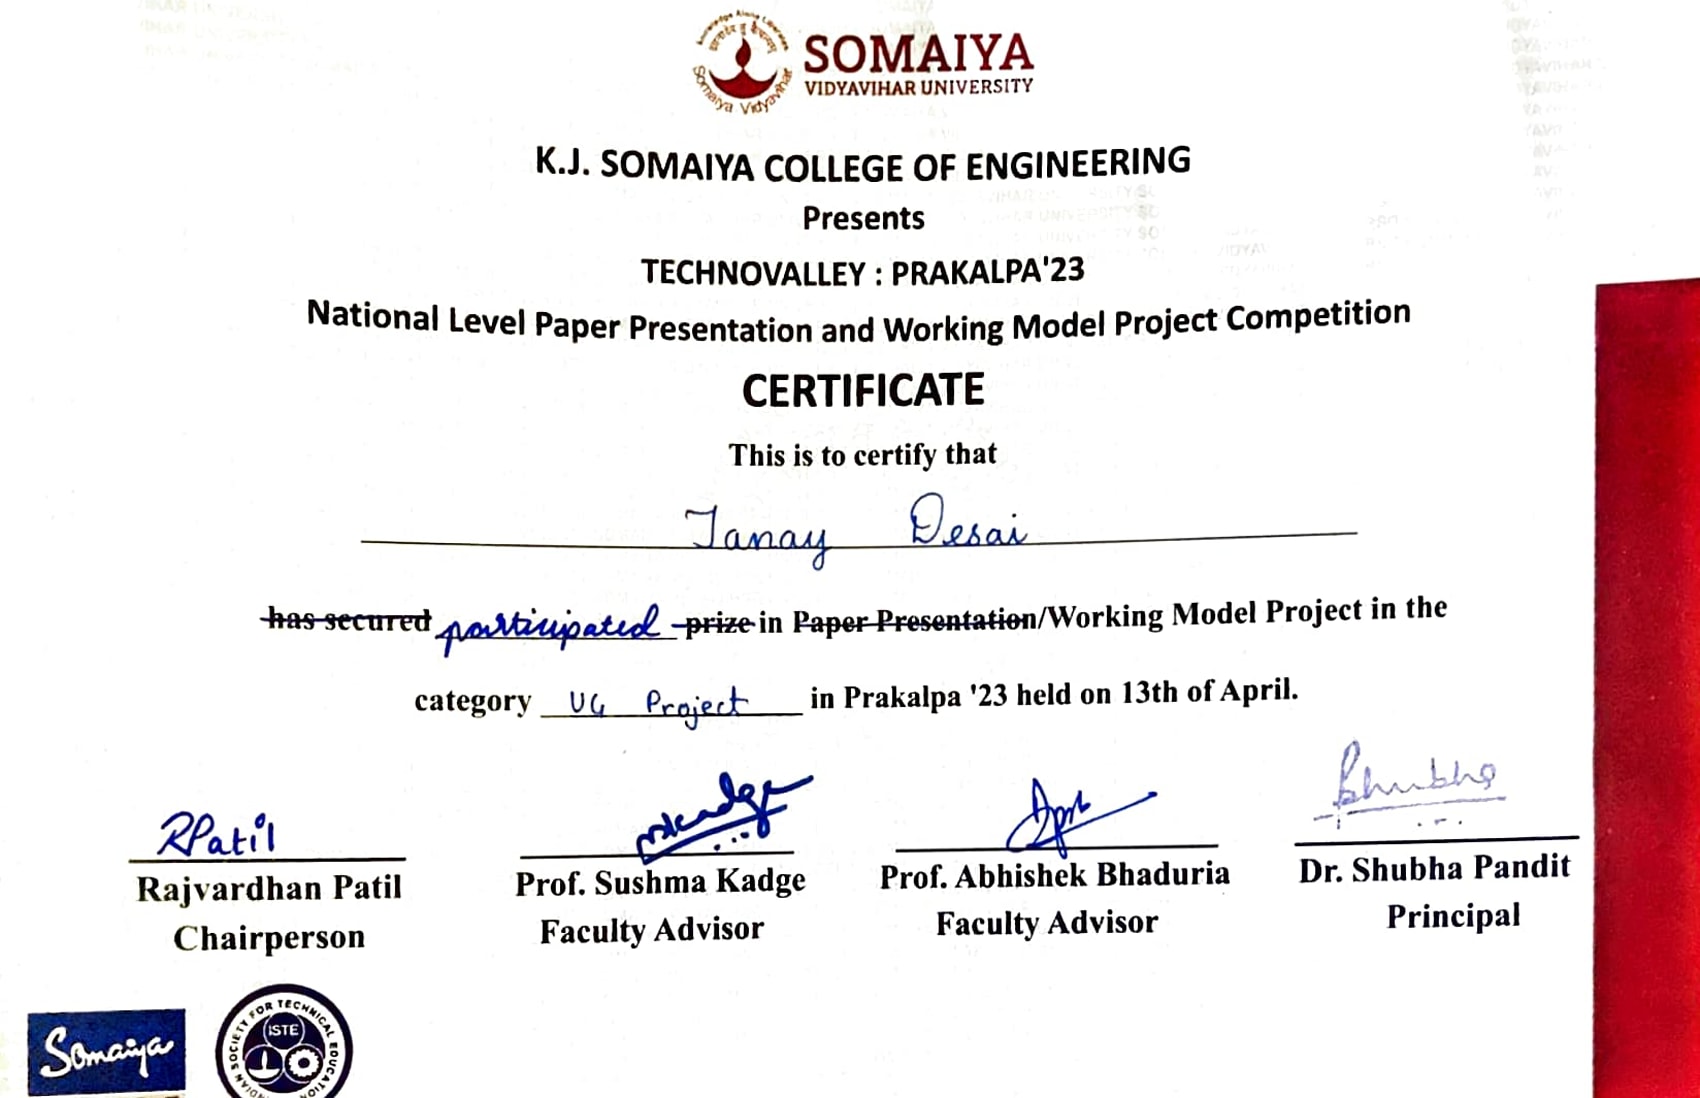 SOMAIYA
VIDYAVIHAR UNIVERSITY
Somaiya Vidyavihar
K.J. SOMAIYA COLLEGE OF ENGINEERING
Presents
TECHNOVALLEY : PRAKALPA'23
National Level Paper Presentation and Working Model Project Competition
CERTIFICATE
This is to certify that
Tanay Desai
has secured participated prize in Paper Presentation/Working Model Project in the
category UG Project in Prakalpa '23 held on 13th of April.
RPatil
Rajvardhan Patil
Chairperson
Prof. Sushma Kadge
Faculty Advisor
Prof. Abhishek Bhaduria
Faculty Advisor
Dr. Shubha Pandit
Principal
Somaiya
SOCIETY FOR TECHNICAL EDUCATION
ISTE